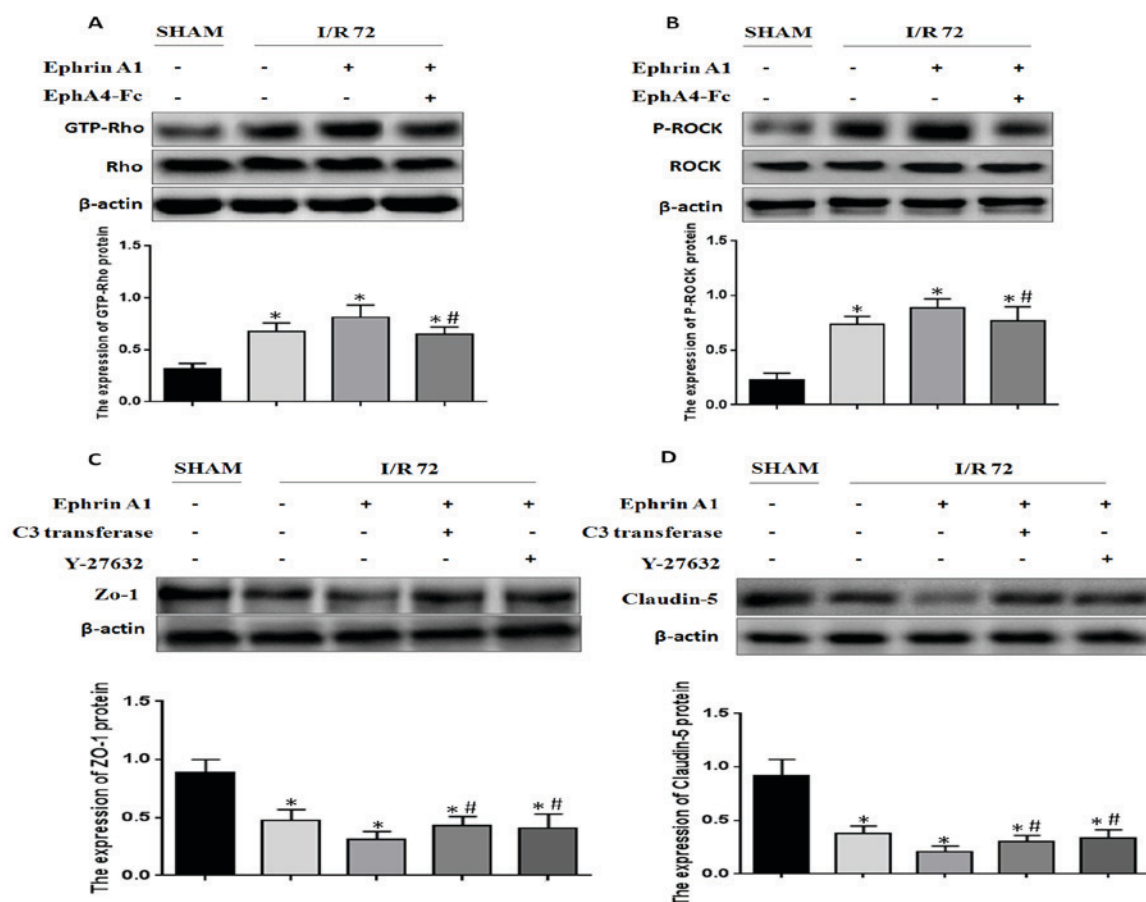 A
SHAM I/R 72
Ephrin A1 - - + +
EphA4-Fc - - - +
GTP-Rho
Rho
β-actin
The expression of GTP-Rho protein
1.5
1.0
0.5
0.0
* * * #
B
SHAM I/R 72
Ephrin A1 - - + +
EphA4-Fc - - - +
P-ROCK
ROCK
β-actin
The expression of P-ROCK protein
1.5
1.0
0.5
0.0
* * * #
C
SHAM I/R 72
Ephrin A1 - - + + +
C3 transferase - - - + -
Y-27632 - - - - +
Zo-1
β-actin
The expression of ZO-1 protein
1.5
1.0
0.5
0.0
* * * # * #
D
SHAM I/R 72
Ephrin A1 - - + + +
C3 transferase - - - + -
Y-27632 - - - - +
Claudin-5
β-actin
The expression of Claudin-5 protein
1.5
1.0
0.5
0.0
* * * # * #